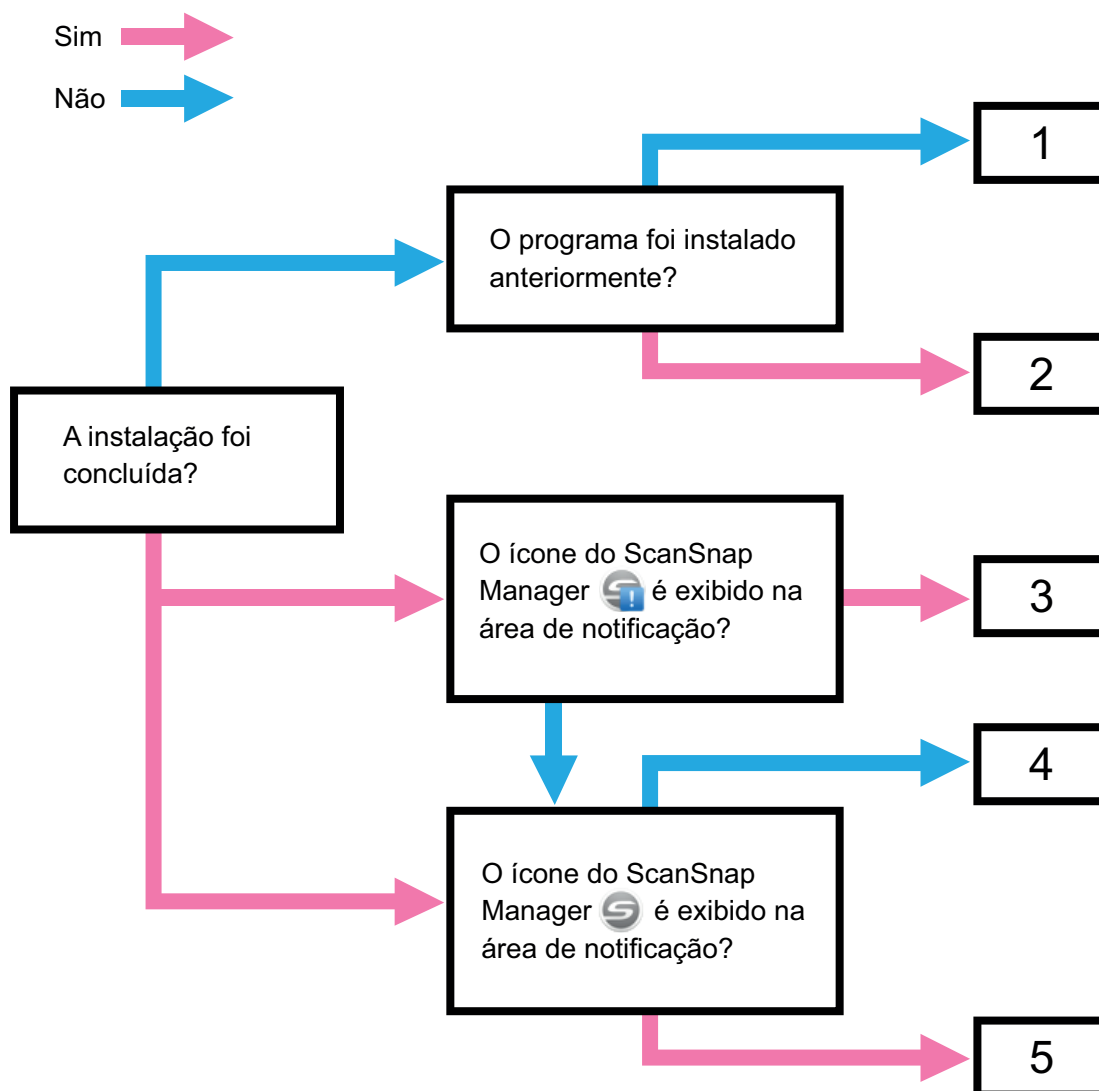 Sim
Não
1
O programa foi instalado
anteriormente?
2
A instalação foi
concluída?
O ícone do ScanSnap
Manager é exibido na
área de notificação?
3
4
O ícone do ScanSnap
Manager é exibido na
área de notificação?
5